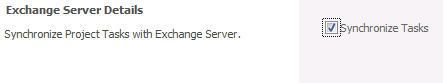 Exchange Server Details
Synchronize Project Tasks with Exchange Server.
Synchronize Tasks